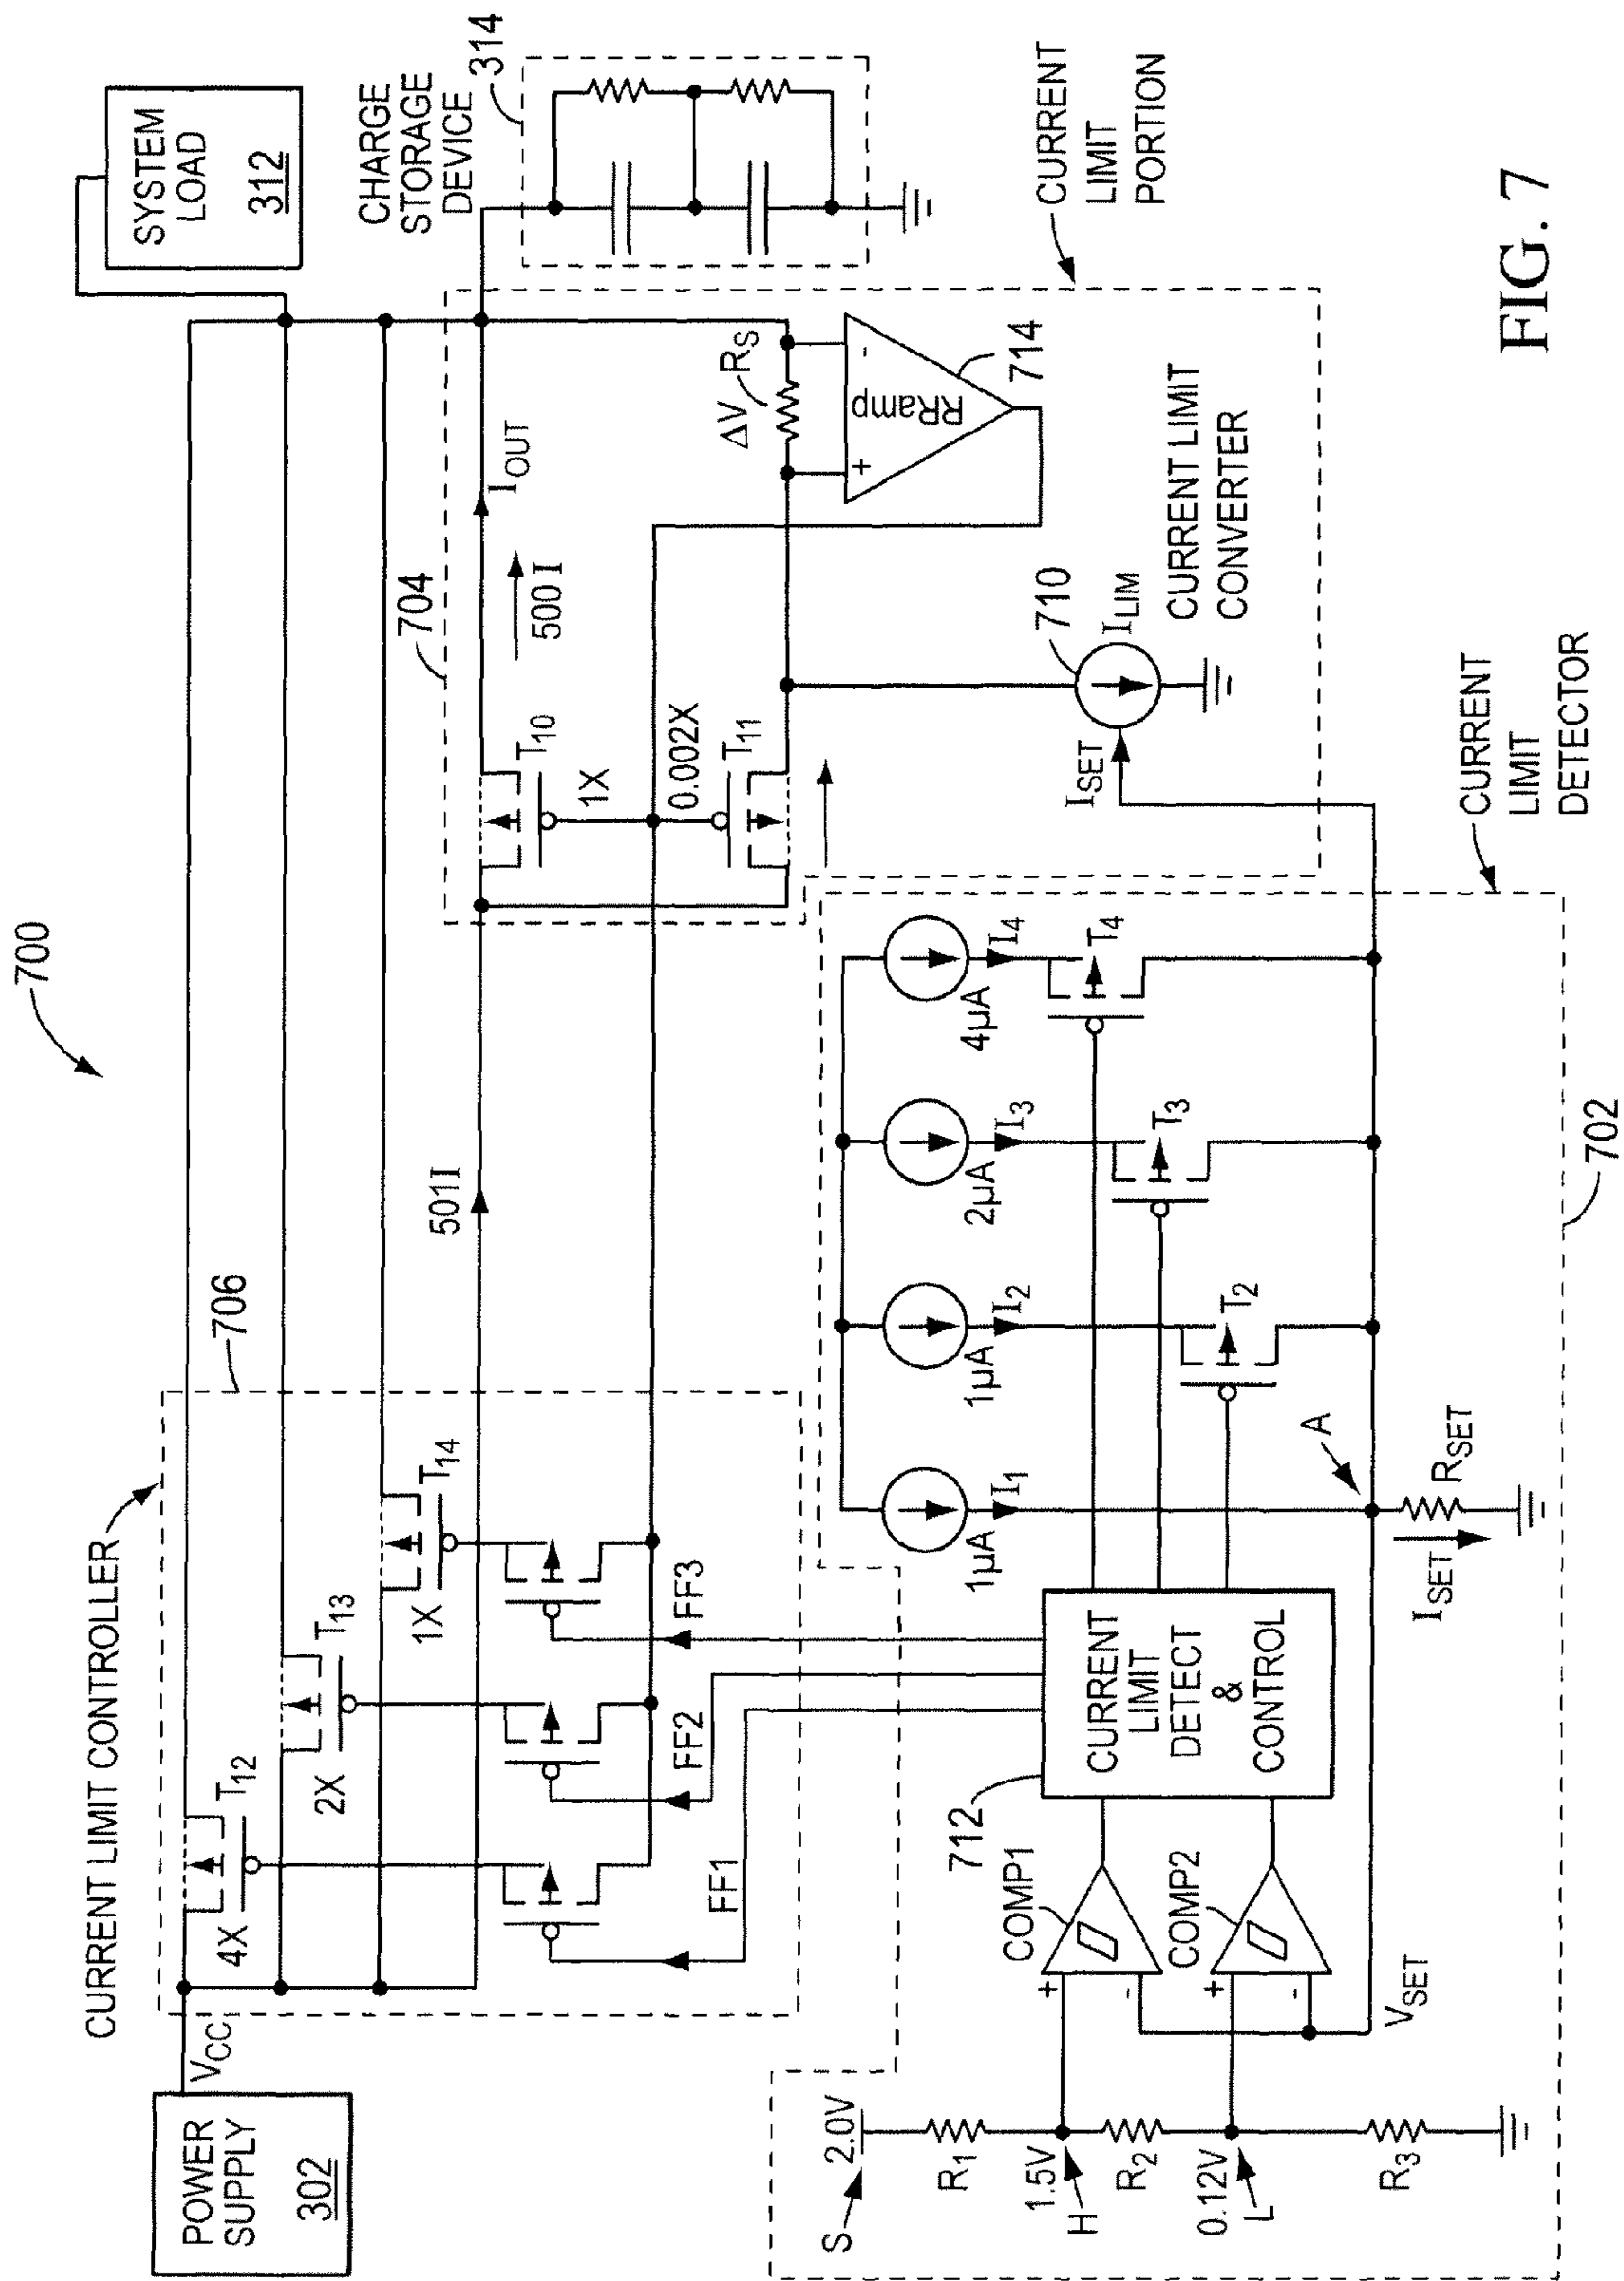 700
SYSTEM
LOAD
312
CHARGE
STORAGE
DEVICE
314
CURRENT
LIMIT
PORTION
FIG. 7
CURRENT LIMIT CONTROLLER
706
POWER
SUPPLY
302
VCC
4X
T12
2X
T13
1X
T14
FF1
FF2
FF3
501I
704
500I
IOUT
T10
1X
0.002X
T11
ΔV
RS
+
-
RRamp
714
710
ISET
ILIM
CURRENT LIMIT
CONVERTER
CURRENT
LIMIT
DETECTOR
702
1µA
I1
1µA
I2
2µA
I3
4µA
I4
T2
T3
T4
A
ISET
RSET
712
CURRENT
LIMIT
DETECT
&
CONTROL
COMP1
+
-
COMP2
+
-
VSET
S
2.0V
R1
1.5V
H
R2
0.12V
L
R3